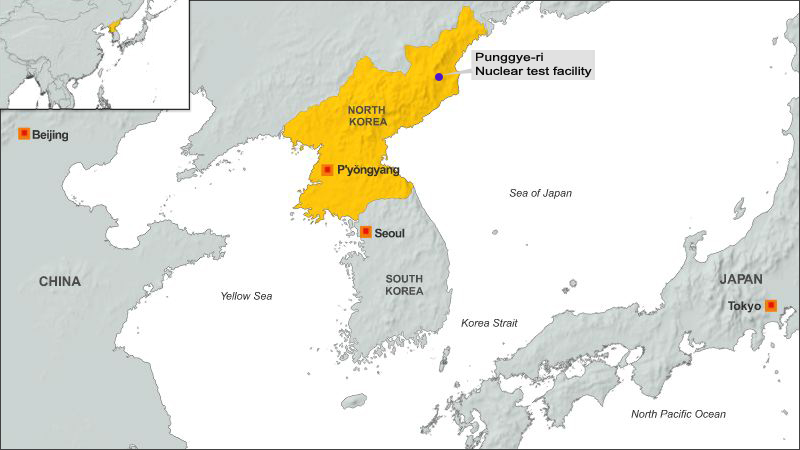 Punggye-ri
Nuclear test facility
NORTH
KOREA
Beijing
P'yŏngyang
Sea of Japan
Seoul
CHINA
SOUTH
KOREA
JAPAN
Yellow Sea
Tokyo
Korea Strait
North Pacific Ocean